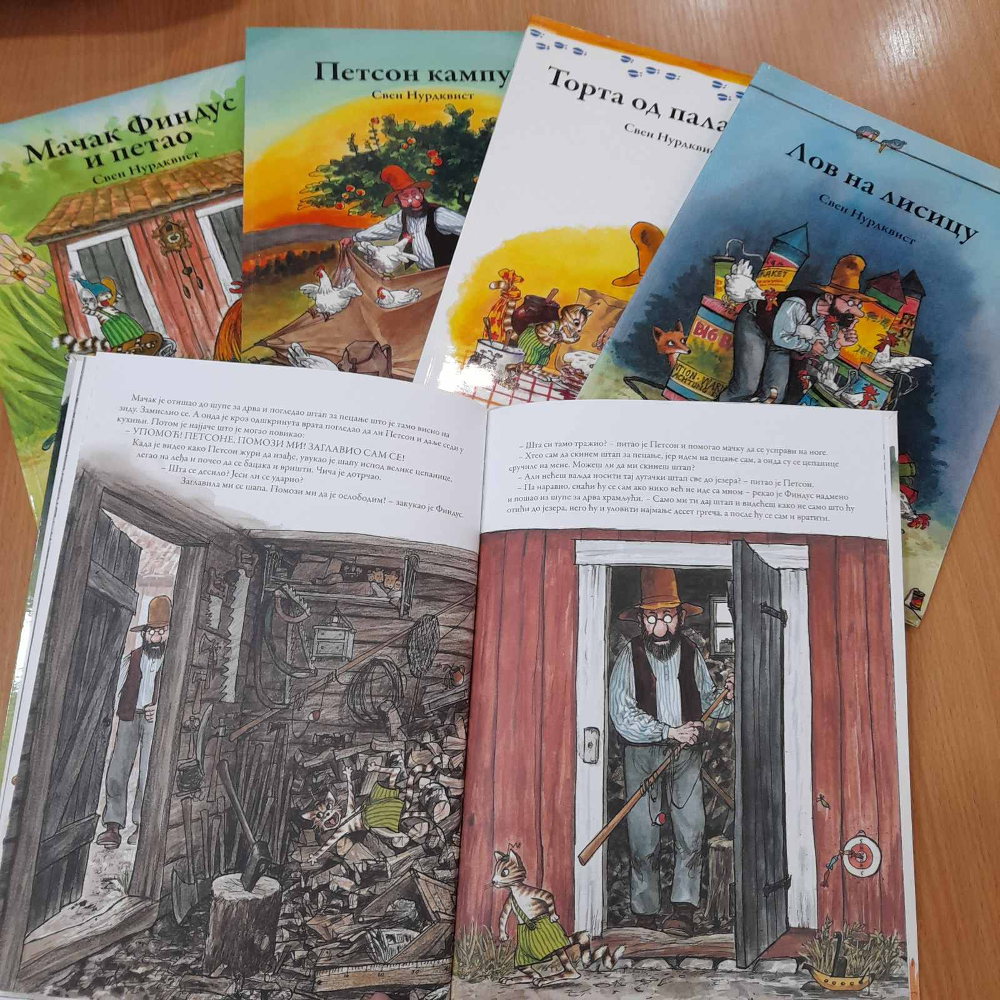 Мачак Финдус
и петао
Свен Нурдквист
Петсон кампу
Свен Нурдквист
Торта од пала
Свен Нурдкви
Лов на лисицу
Свен Нурдквист
BIG B
Мачак је отишао до шупе за дрва и погледао штап за пецање што је тамо висио на
зиду. Замислио се. А онда је кроз одшкринута врата погледао да ли Петсон и даље седи у
кухињи. Потом је најјаче што је могао повикао:
– УПОМОЋ! ПЕТСОНЕ, ПОМОЗИ МИ! ЗАГЛАВИО САМ СЕ!
Када је видео како Петсон жури да изађе, увукао је шапу испод велике цепанице,
легао на леђа и почео да се бацака и вришти. Чича је дотрчао.
– Шта се десило? Јеси ли се ударио?
Заглавила ми се шапа. Помози ми да је ослободим! – закукао је Финдус.
– Шта си тамо тражио? – питао је Петсон и помогао мачку да се усправи на ноге.
– Хтео сам да скинем штап за пецање, јер идем на пецање сам, а онда су се цепанице
сручиле на мене. Можеш ли да ми скинеш штап?
– Али нећеш ваљда носити тај дугачки штап све до језера? – питао је Петсон.
– Па наравно, снаћи ћу се сам ако нико већ не иде са мном – рекао је Финдус надмено
и пошао из шупе за дрва храмљући. – Само ми ти дај штап и видећеш како не само што ћу
отићи до језера, него ћу и уловити најмање десет гргеча, а после ћу се сам и вратити.